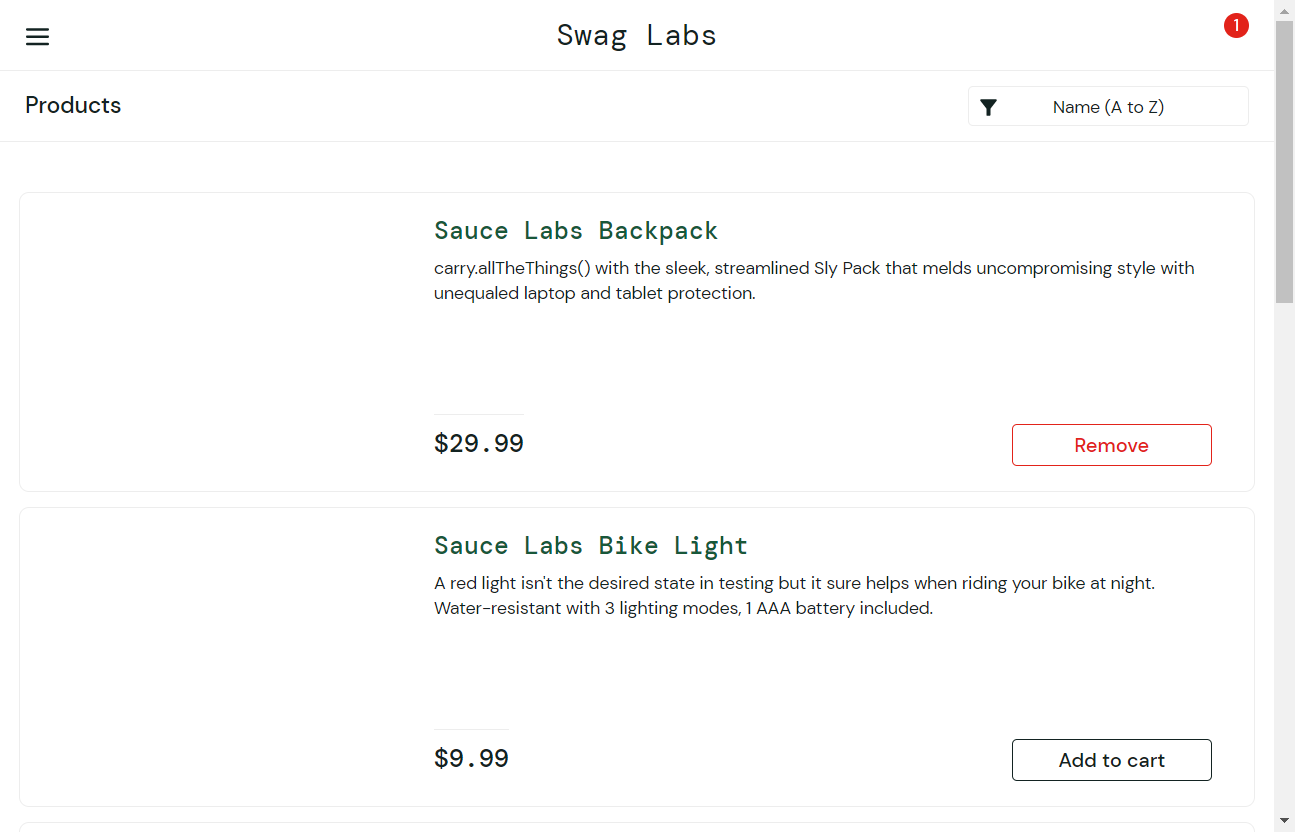 Swag Labs
1
Products
Name (A to Z)
Sauce Labs Backpack
carry.allTheThings() with the sleek, streamlined Sly Pack that melds uncompromising style with
unequaled laptop and tablet protection.
$29.99
Remove
Sauce Labs Bike Light
A red light isn't the desired state in testing but it sure helps when riding your bike at night.
Water-resistant with 3 lighting modes, 1 AAA battery included.
$9.99
Add to cart